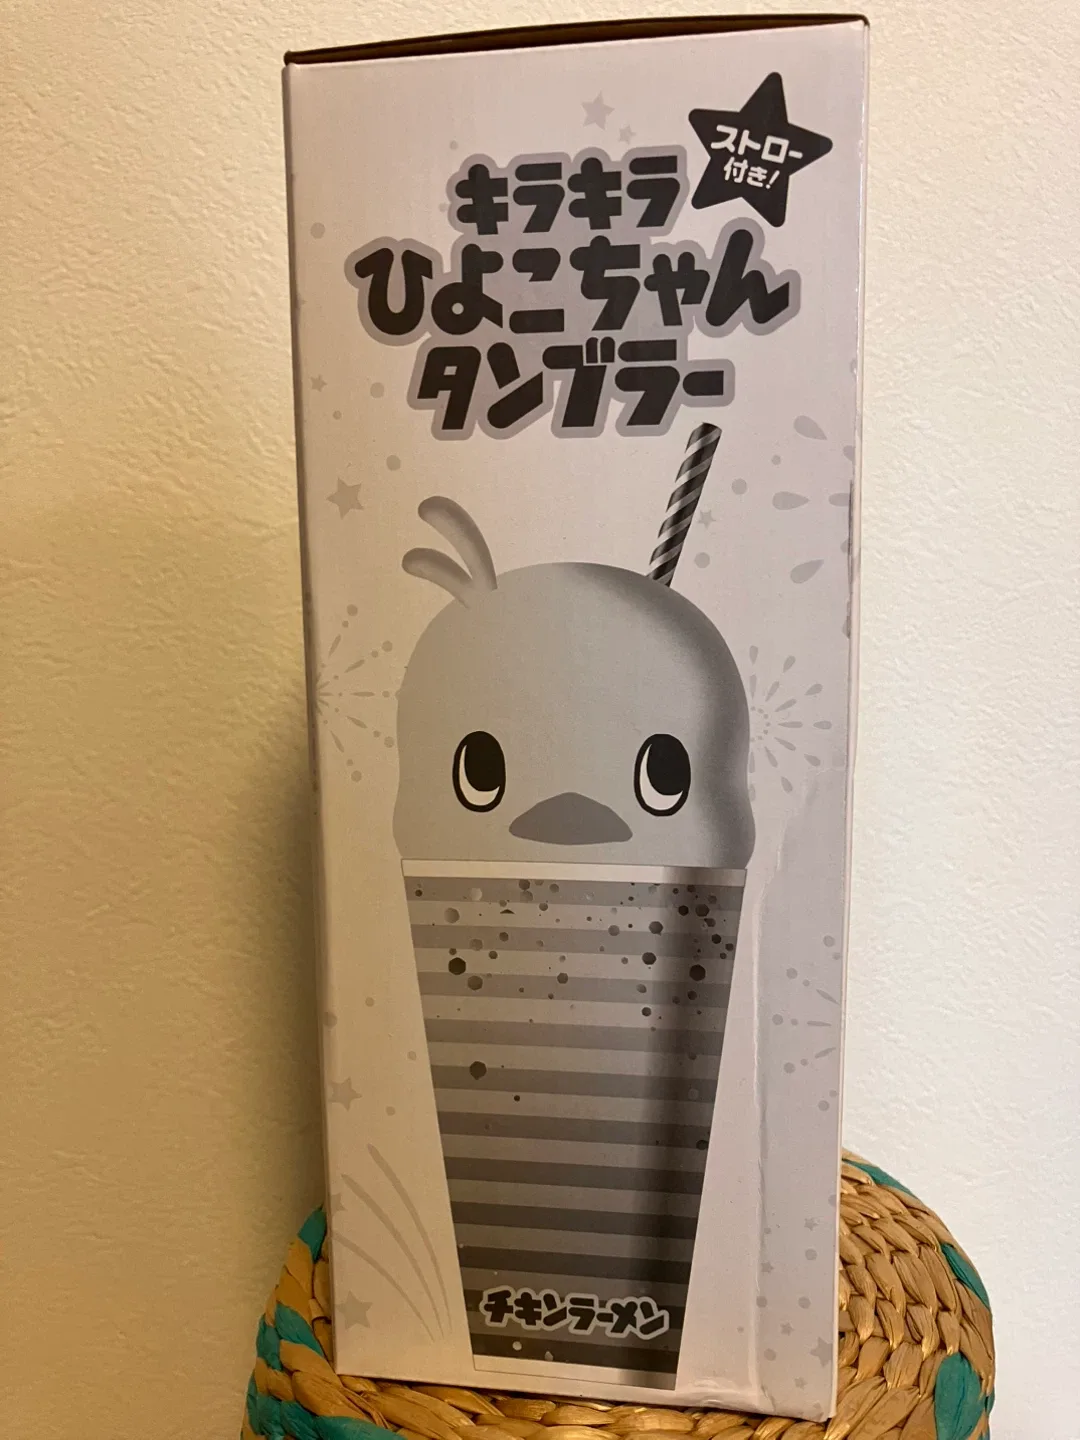 ストロー
付き!
キラキラ
ひよこちゃん
タンブラー
チキンラーメン